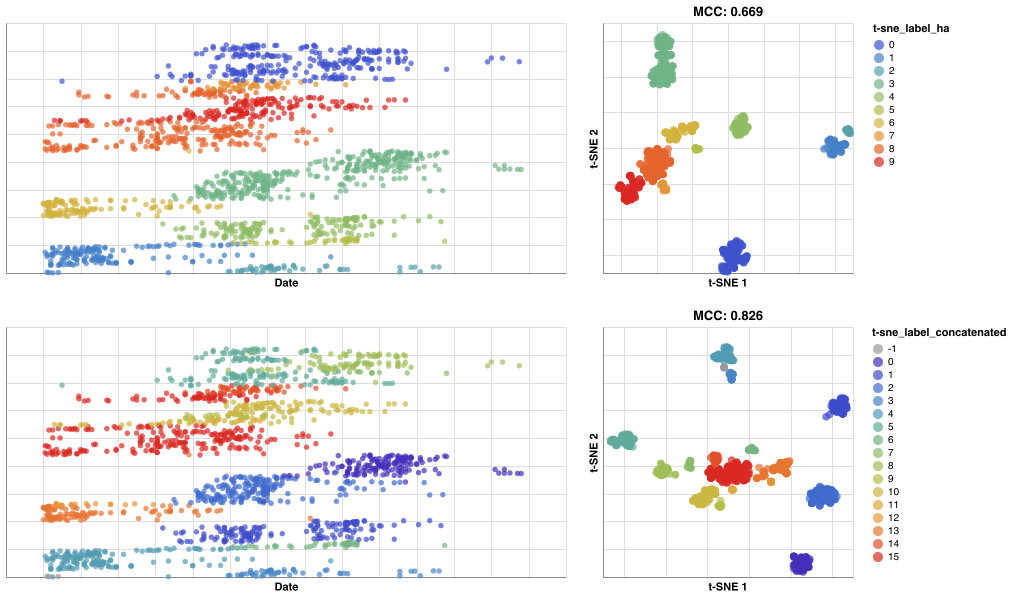 MCC: 0.669
t-SNE 2
t-SNE 1
Date
t-sne_label_ha
0
1
2
3
4
5
6
7
8
9
MCC: 0.826
t-SNE 2
t-SNE 1
Date
t-sne_label_concatenated
-1
0
1
2
3
4
5
6
7
8
9
10
11
12
13
14
15